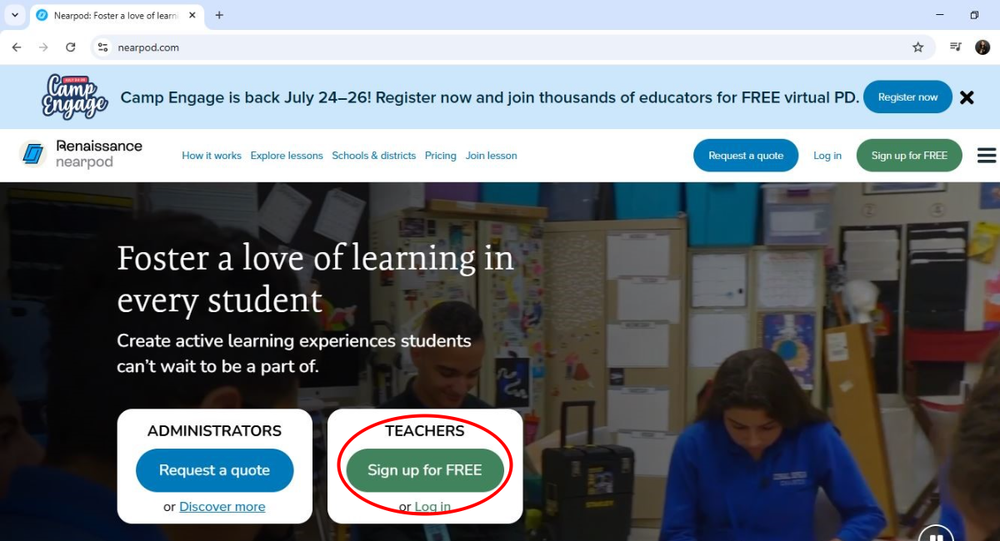 Nearpod: Foster a love of learni
nearpod.com
JULY 24-26
Camp
Engage
Camp Engage is back July 24–26! Register now and join thousands of educators for FREE virtual PD.
Register now
Renaissance
nearpod
How it works Explore lessons Schools & districts Pricing Join lesson
Request a quote Log in Sign up for FREE
Foster a love of learning in
every student
Create active learning experiences students
can’t wait to be a part of.
ADMINISTRATORS
Request a quote
or Discover more
TEACHERS
Sign up for FREE
or Log in
STANLEY